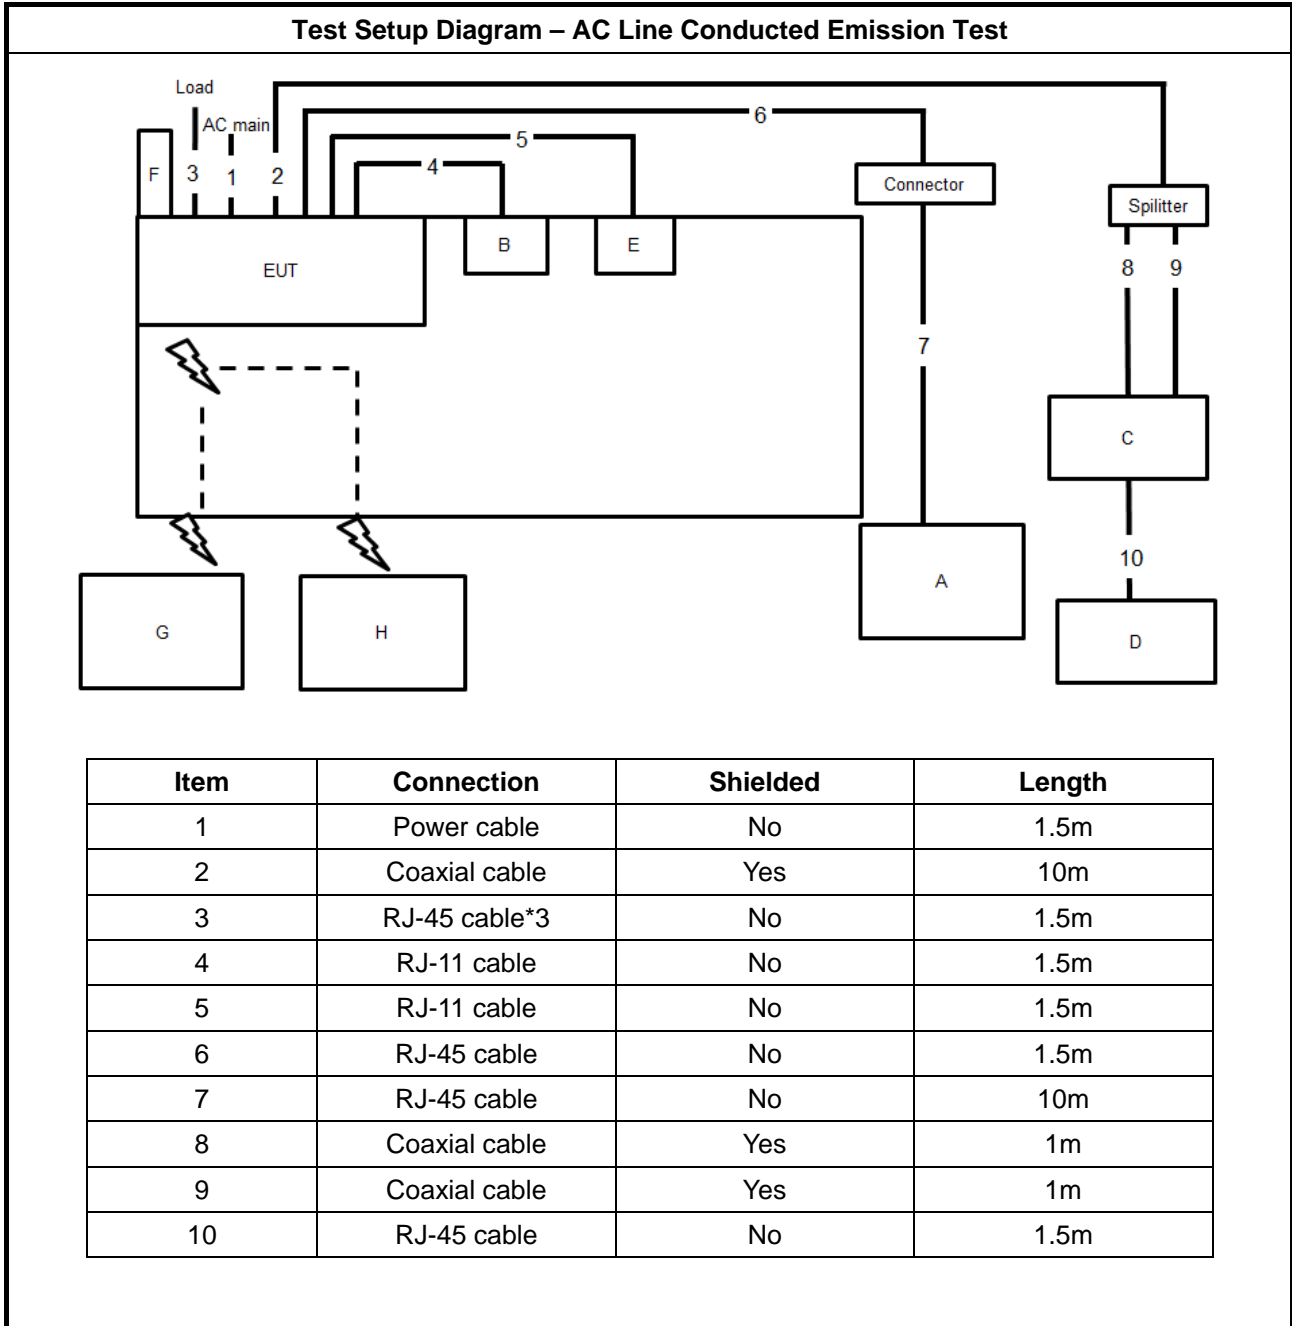 Test Setup Diagram – AC Line Conducted Emission Test
Load
AC main
6
5
4
F
3
1
2
Connector
Spilitter
B
E
EUT
8
9
7
C
10
A
G
H
D
Item Connection Shielded Length
1 Power cable No 1.5m
2 Coaxial cable Yes 10m
3 RJ-45 cable*3 No 1.5m
4 RJ-11 cable No 1.5m
5 RJ-11 cable No 1.5m
6 RJ-45 cable No 1.5m
7 RJ-45 cable No 10m
8 Coaxial cable Yes 1m
9 Coaxial cable Yes 1m
10 RJ-45 cable No 1.5m